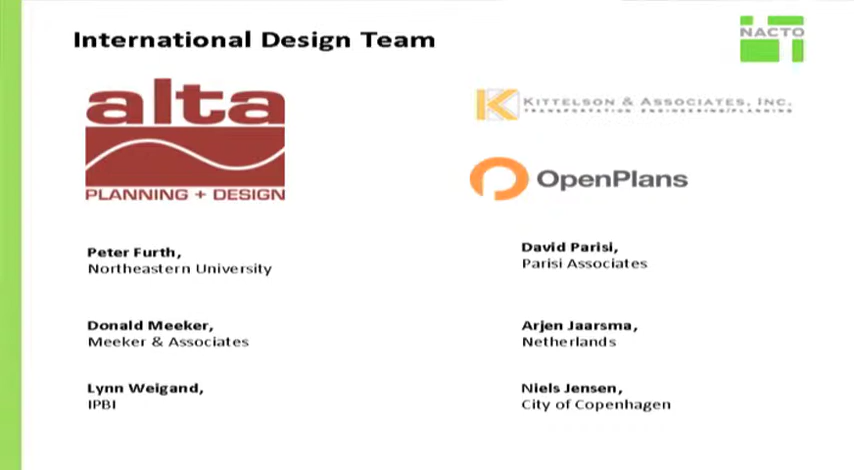 International Design Team
NACTO
alta
PLANNING + DESIGN
KITTELSON & ASSOCIATES, INC.
TRANSPORTATION ENGINEERING/PLANNING
OpenPlans
Peter Furth,
Northeastern University
David Parisi,
Parisi Associates
Donald Meeker,
Meeker & Associates
Arjen Jaarsma,
Netherlands
Lynn Weigand,
IPBI
Niels Jensen,
City of Copenhagen